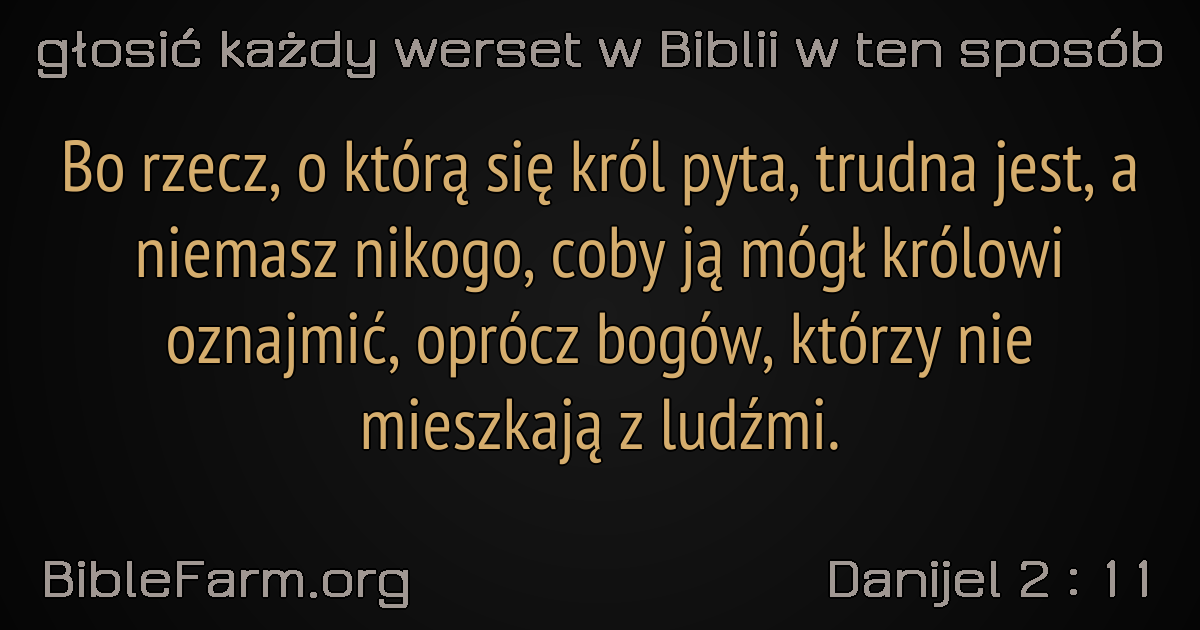 głosić każdy werset w Biblii w ten sposób
Bo rzecz, o którą się król pyta, trudna jest, a
niemasz nikogo, coby ją mógł królowi
oznajmić, oprócz bogów, którzy nie
mieszkają z ludźmi.
BibleFarm.org
Danijel 2 : 11